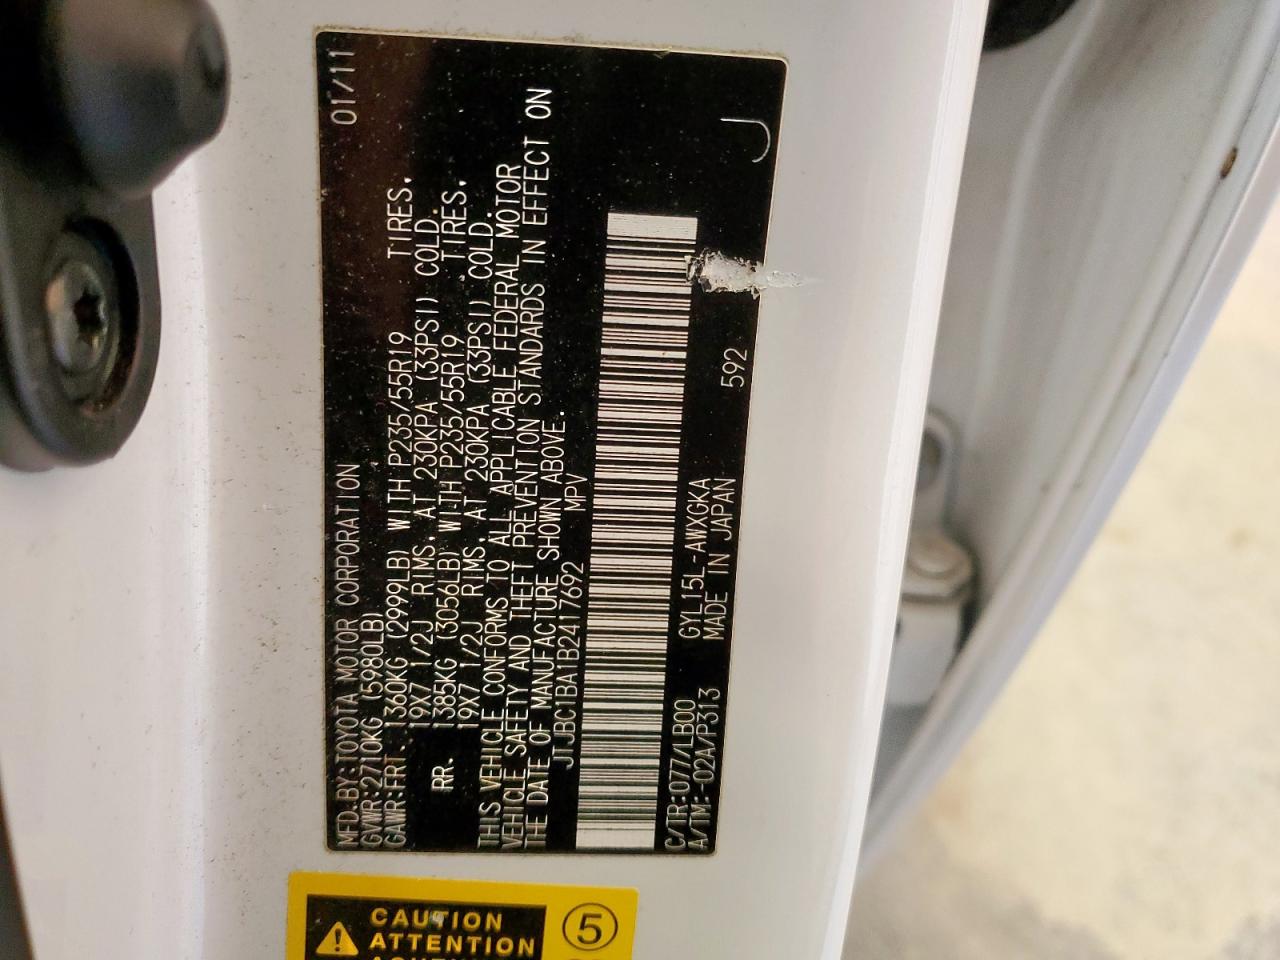 MFD.BY:TOYOTA MOTOR CORPORATION 01/11
GVWR:2710KG (5980LB)
GAWR:FRT. 1360KG (2999LB) WITH P235/55R19 TIRES,
19X7 1/2J RIMS, AT 230KPA (33PSI) COLD.
RR. 1385KG (3056LB) WITH P235/55R19 TIRES,
19X7 1/2J RIMS, AT 230KPA (33PSI) COLD.
THIS VEHICLE CONFORMS TO ALL APPLICABLE FEDERAL MOTOR
VEHICLE SAFETY AND THEFT PREVENTION STANDARDS IN EFFECT ON
THE DATE OF MANUFACTURE SHOWN ABOVE.
JTJBC1BA1B2417692 MPV
C/TR:077/LB00 GYL15L-AWXGKA
A/TM:-02A/P313 MADE IN JAPAN 592 J
CAUTION
ATTENTION
5